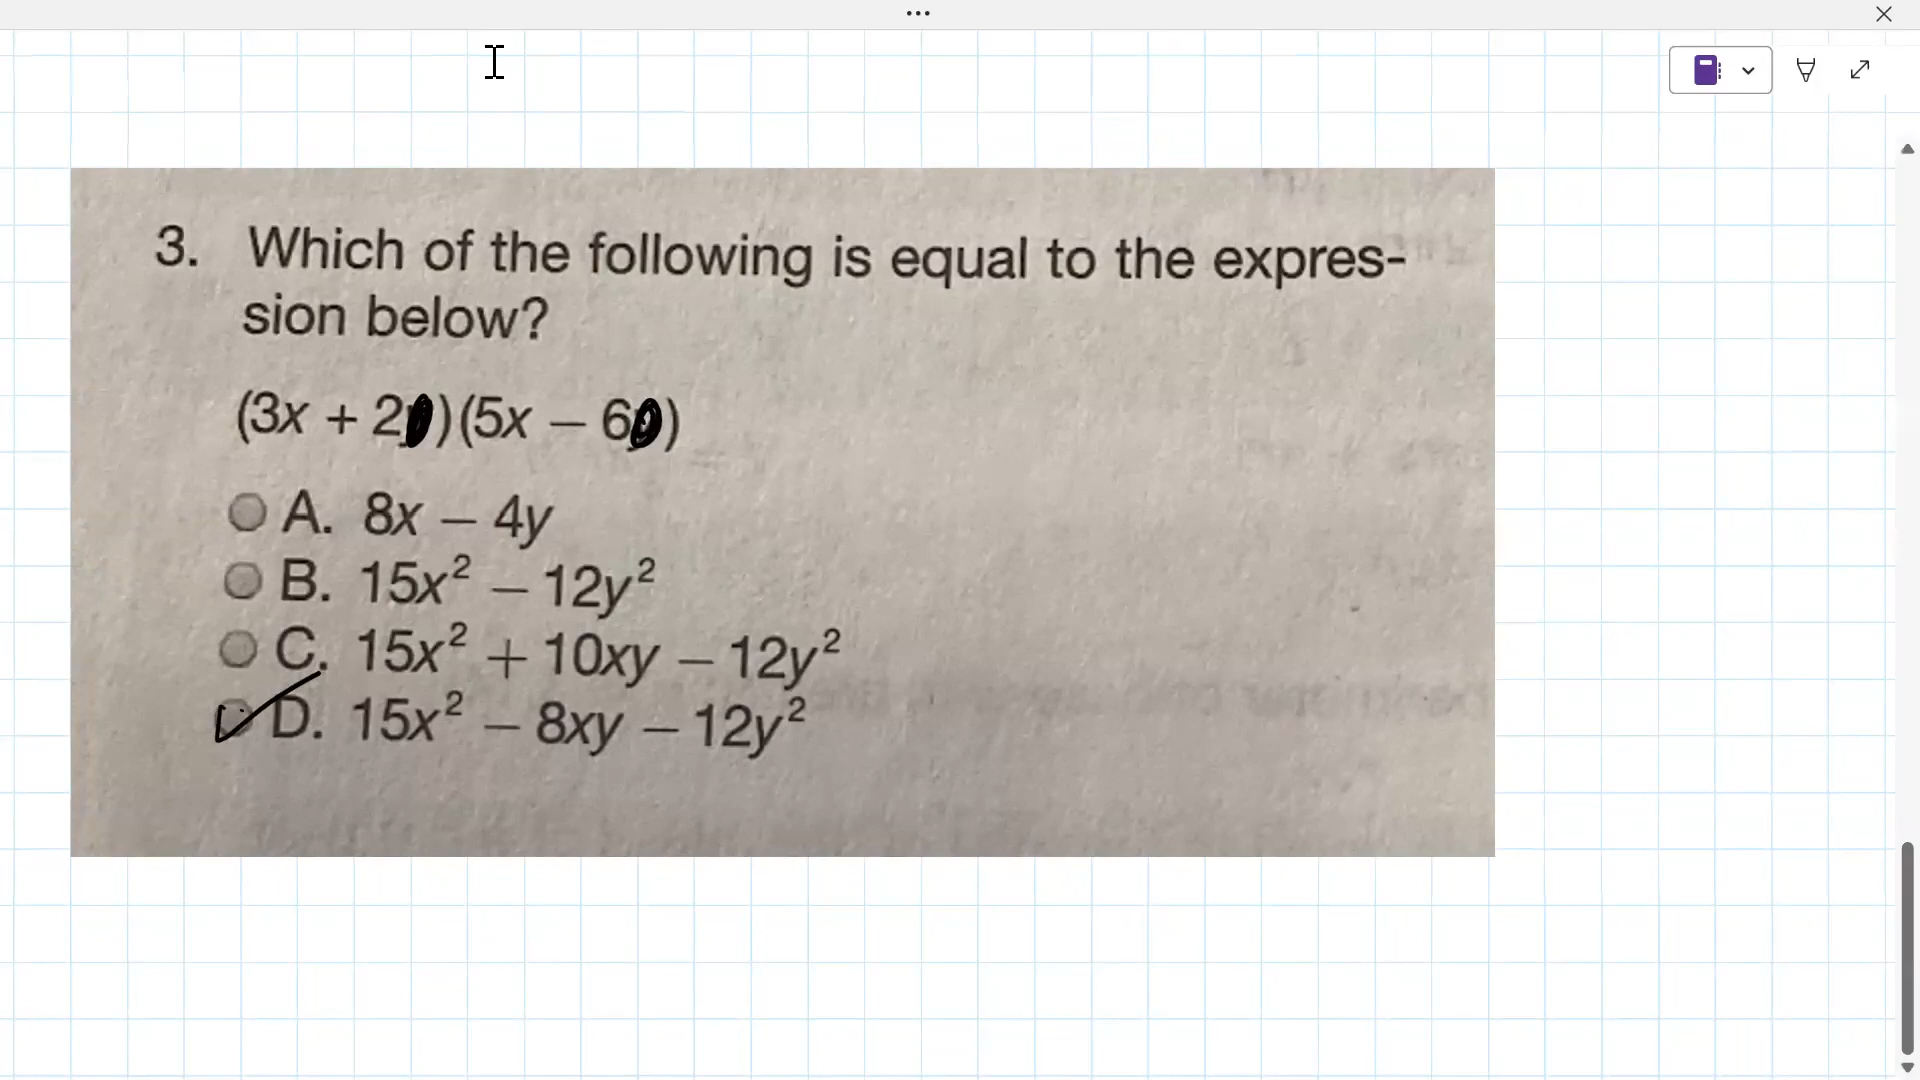 3. Which of the following is equal to the expres-
sion below?
(3x + 2 )(5x – 6 )
A. 8x – 4y
B. 15x² – 12y²
C. 15x² + 10xy – 12y²
D. 15x² – 8xy – 12y²